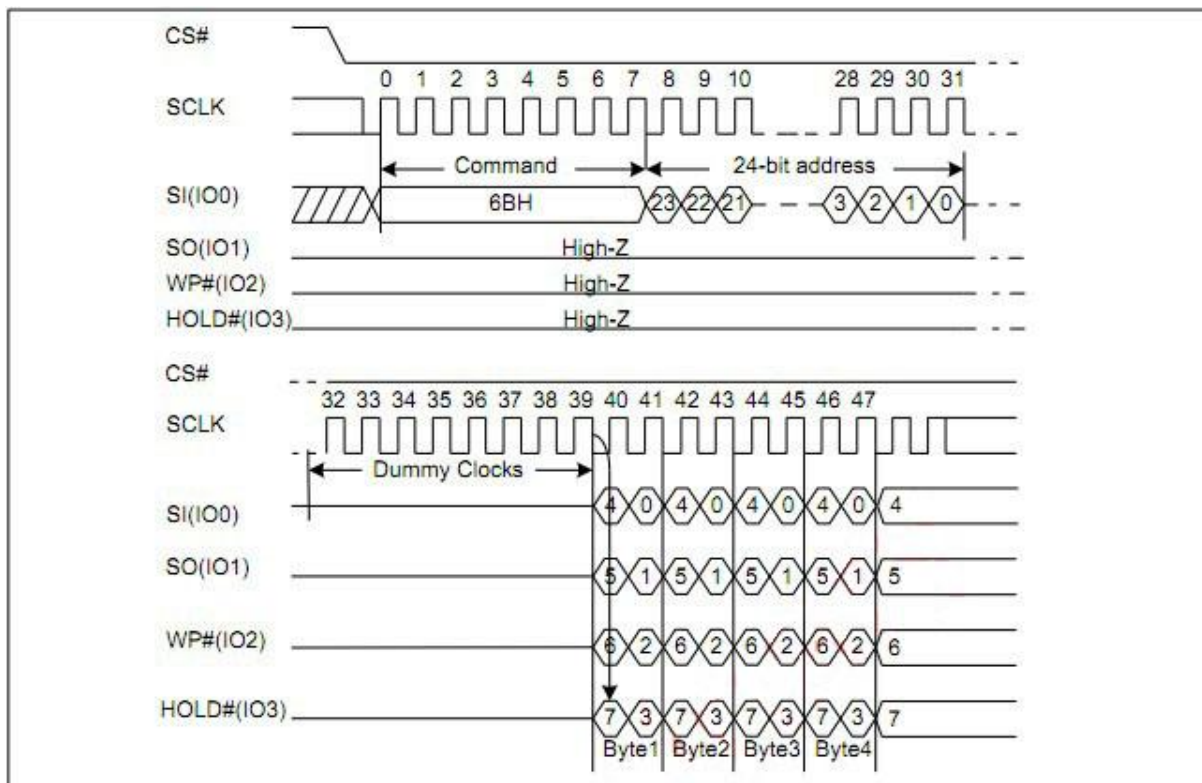 CS#
0 1 2 3 4 5 6 7 8 9 10 28 29 30 31
SCLK
Command 24-bit address
SI(IO0) 6BH 23 22 21 3 2 1 0
SO(IO1) High-Z
WP#(IO2) High-Z
HOLD#(IO3) High-Z
CS#
32 33 34 35 36 37 38 39 40 41 42 43 44 45 46 47
SCLK
Dummy Clocks
SI(IO0) 4 0 4 0 4 0 4 0 4
SO(IO1) 5 1 5 1 5 1 5 1 5
WP#(IO2) 6 2 6 2 6 2 6 2 6
HOLD#(IO3) 7 3 7 3 7 3 7 3 7
Byte1 Byte2 Byte3 Byte4